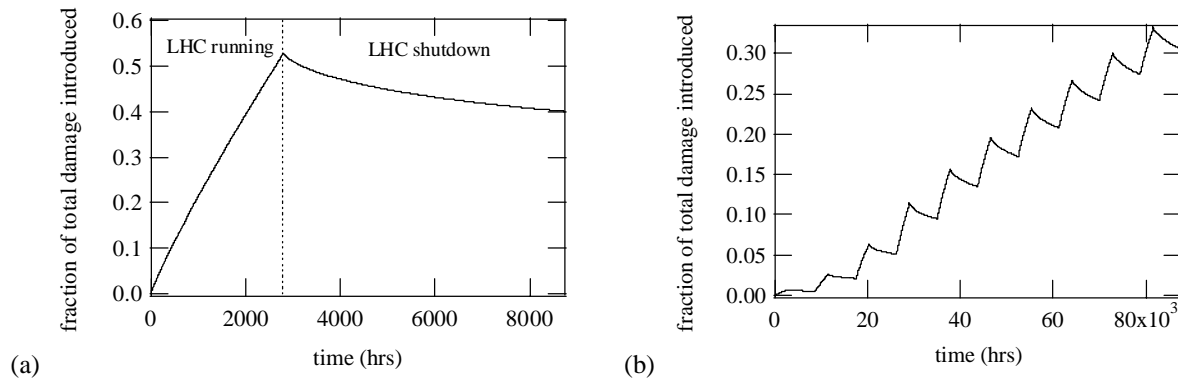 0.6
0.5
0.4
0.3
0.2
0.1
0.0
fraction of total damage introduced
LHC running
LHC shutdown
0
2000
4000
6000
8000
time (hrs)
(a)
0.30
0.25
0.20
0.15
0.10
0.05
0.00
fraction of total damage introduced
0
20
40
60
80x10³
time (hrs)
(b)